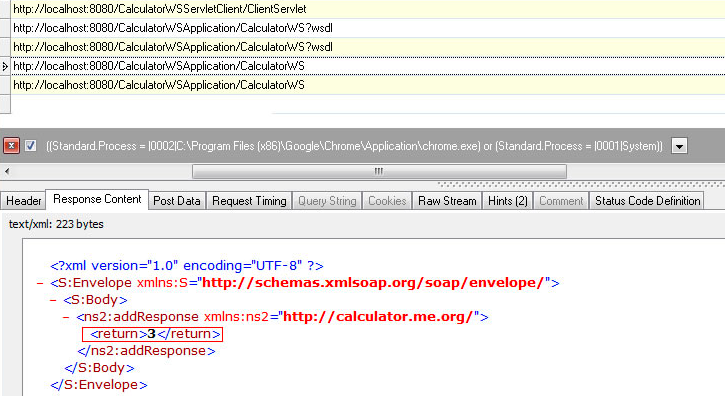 http://localhost:8080/CalculatorWSServletClient/ClientServlet
http://localhost:8080/CalculatorWSApplication/CalculatorWS?wsdl
http://localhost:8080/CalculatorWSApplication/CalculatorWS?wsdl
http://localhost:8080/CalculatorWSApplication/CalculatorWS
http://localhost:8080/CalculatorWSApplication/CalculatorWS
((Standard.Process = |0002|C:\Program Files (x86)\Google\Chrome\Application\chrome.exe) or (Standard.Process = |0001|System))
Header Response Content Post Data Request Timing Query String Cookies Raw Stream Hints (2) Comment Status Code Definition
text/xml: 223 bytes
<?xml version="1.0" encoding="UTF-8" ?>
- <S:Envelope xmlns:S="http://schemas.xmlsoap.org/soap/envelope/">
- <S:Body>
- <ns2:addResponse xmlns:ns2="http://calculator.me.org/">
<return>3</return>
</ns2:addResponse>
</S:Body>
</S:Envelope>